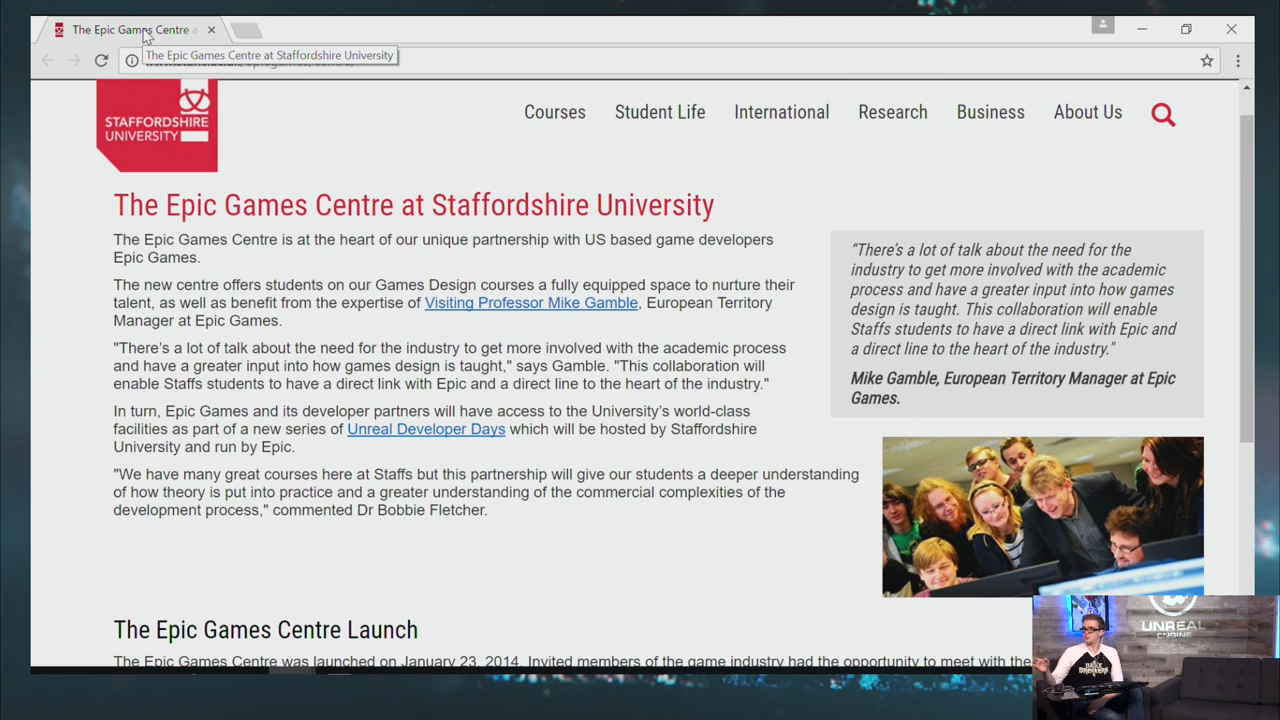 The Epic Games Centre
The Epic Games Centre at Staffordshire University
STAFFORDSHIRE
UNIVERSITY
Courses Student Life International Research Business About Us
The Epic Games Centre at Staffordshire University
The Epic Games Centre is at the heart of our unique partnership with US based game developers
Epic Games.
The new centre offers students on our Games Design courses a fully equipped space to nurture their
talent, as well as benefit from the expertise of Visiting Professor Mike Gamble, European Territory
Manager at Epic Games.
"There's a lot of talk about the need for the industry to get more involved with the academic process
and have a greater input into how games design is taught," says Gamble. "This collaboration will
enable Staffs students to have a direct link with Epic and a direct line to the heart of the industry."
In turn, Epic Games and its developer partners will have access to the University's world-class
facilities as part of a new series of Unreal Developer Days which will be hosted by Staffordshire
University and run by Epic.
"We have many great courses here at Staffs but this partnership will give our students a deeper understanding
of how theory is put into practice and a greater understanding of the commercial complexities of the
development process," commented Dr Bobbie Fletcher.
"There's a lot of talk about the need for the
industry to get more involved with the academic
process and have a greater input into how games
design is taught. This collaboration will enable
Staffs students to have a direct link with Epic and
a direct line to the heart of the industry."
Mike Gamble, European Territory Manager at Epic
Games.
The Epic Games Centre Launch
The Epic Games Centre was launched on January 23, 2014. Invited members of the game industry had the opportunity to meet with the
UNREAL
ENGINE